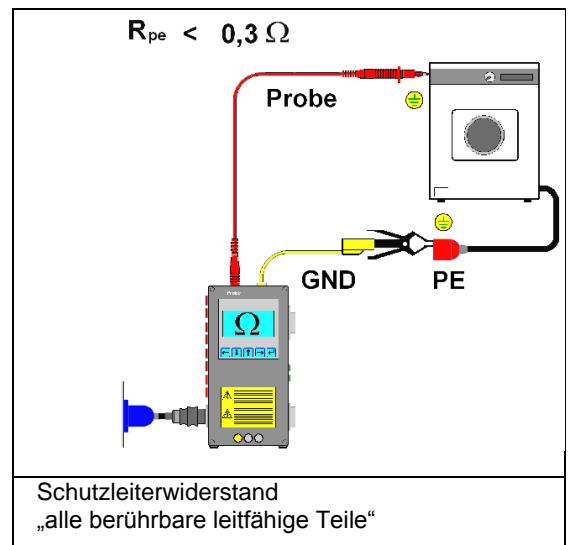 Rpe < 0,3 Ω
Probe
GND
PE
Probe
Ω
Schutzleiterwiderstand
„alle berührbare leitfähige Teile“